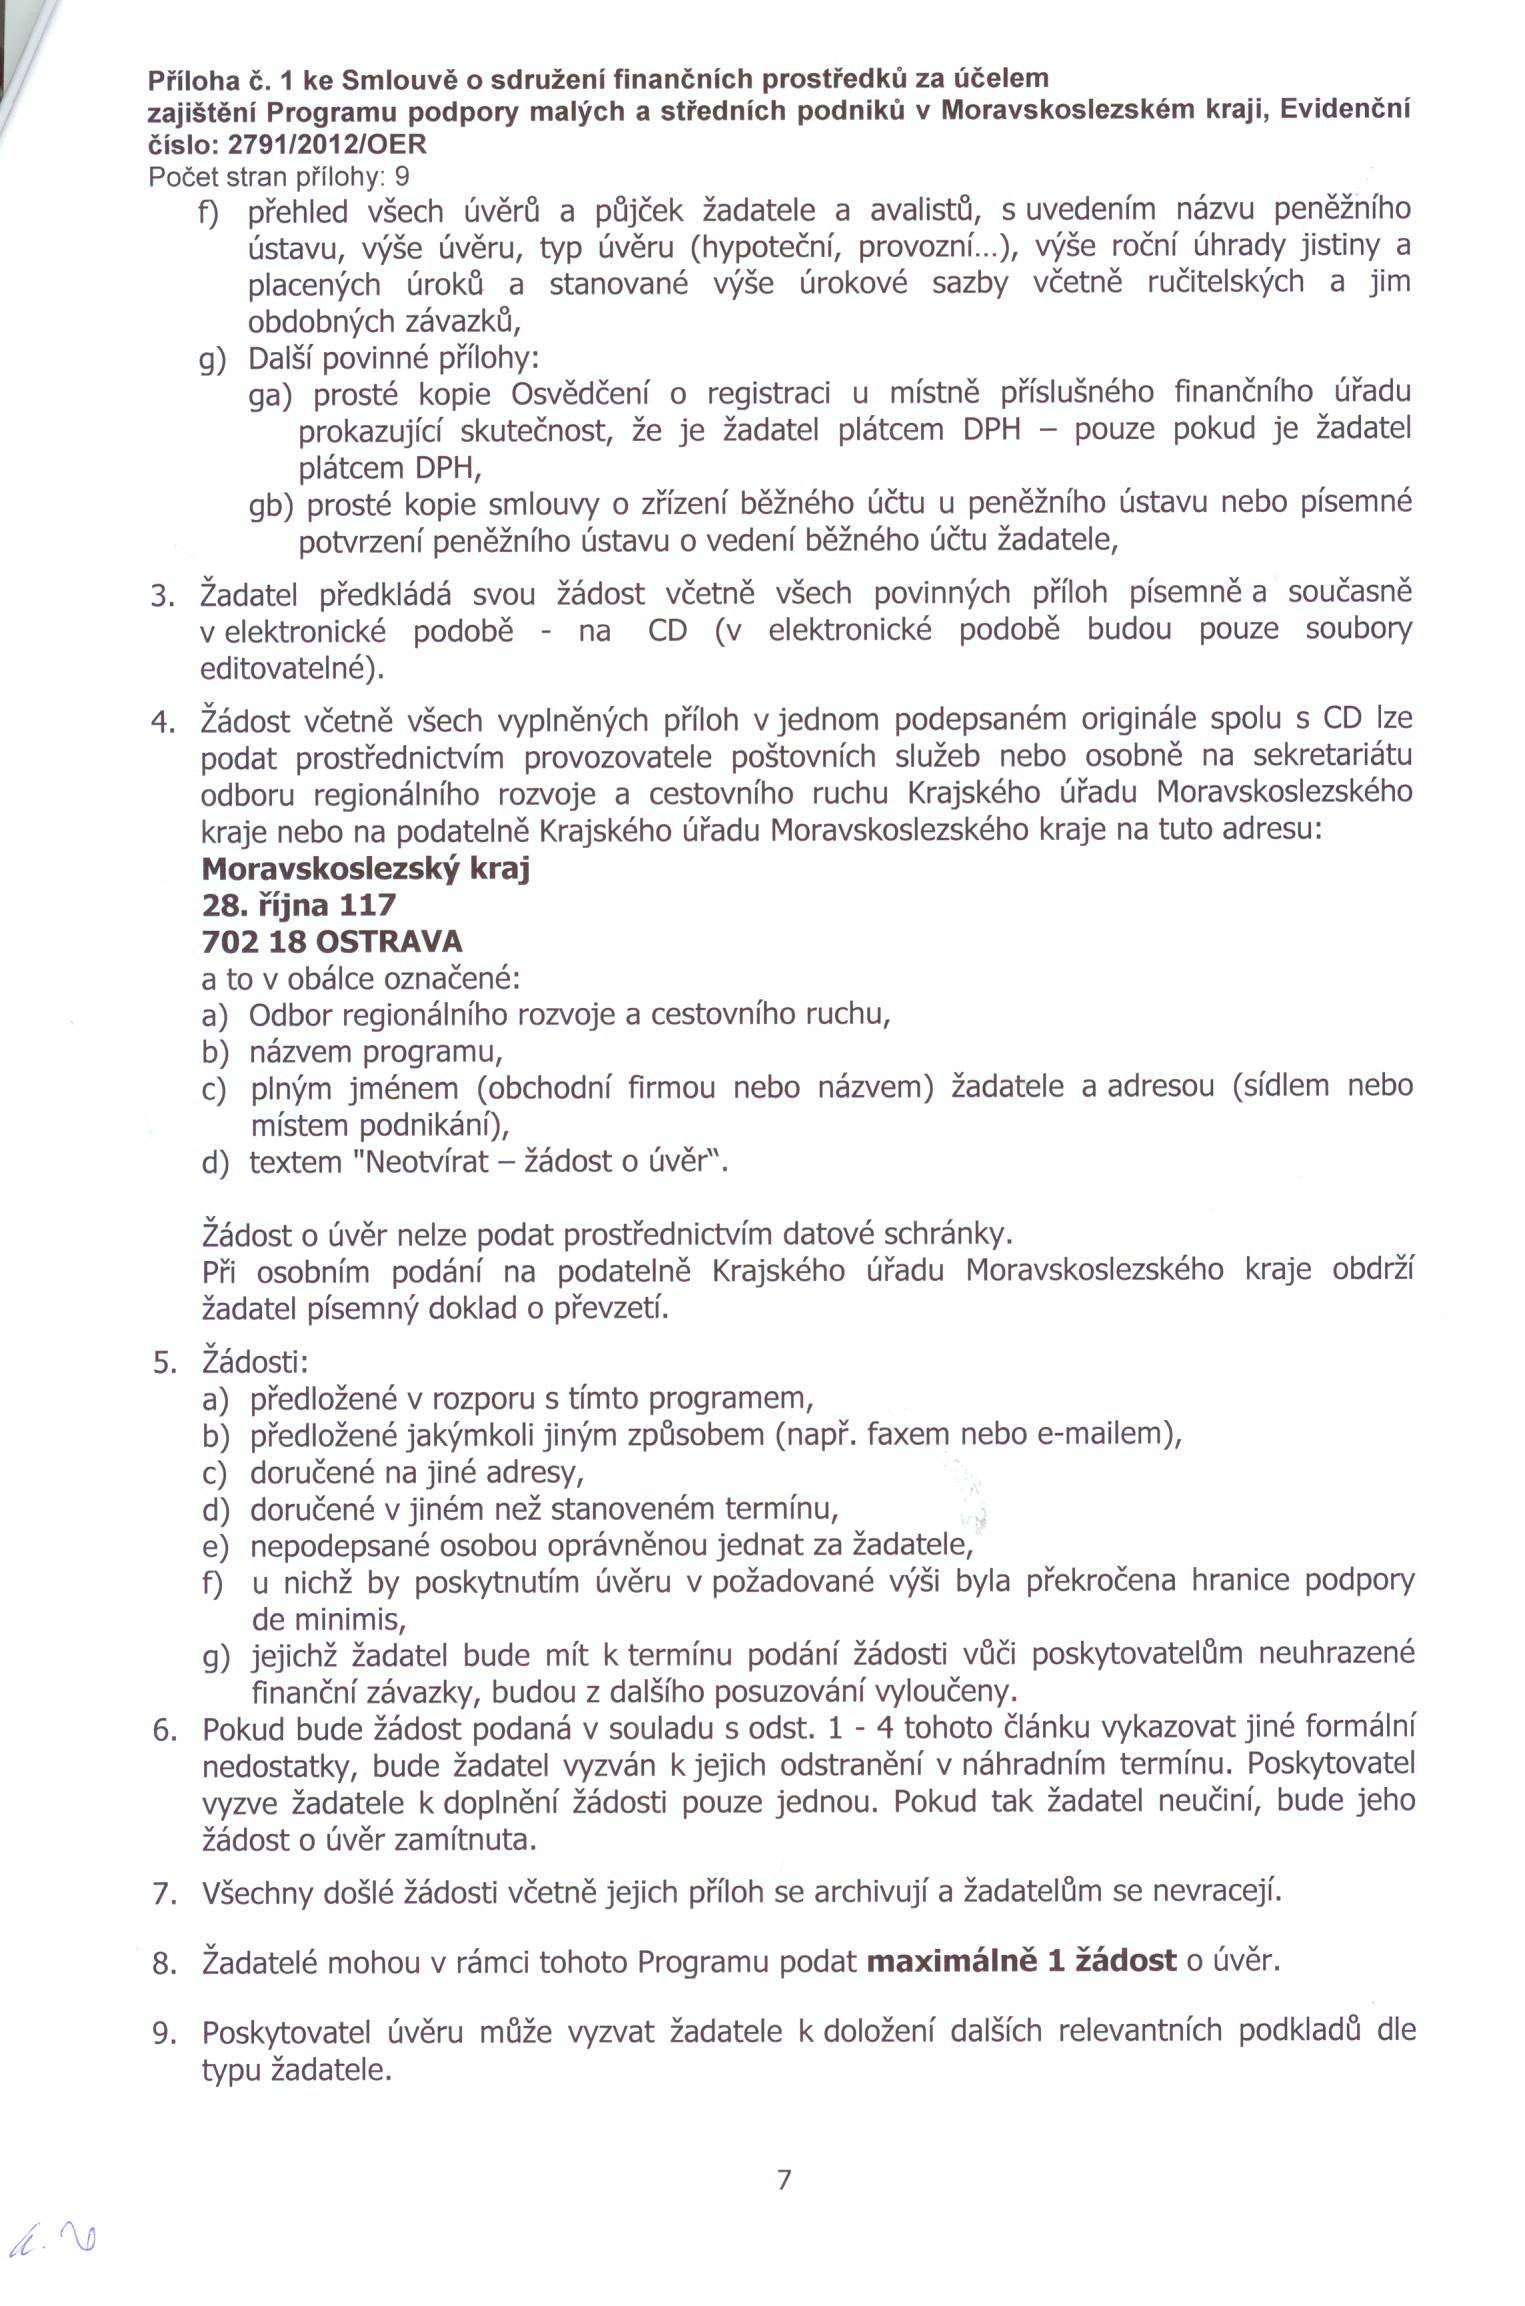 Příloha č. 1 ke Smlouvě o sdružení finančních prostředků za účelem
zajištění Programu podpory malých a středních podniků v Moravskoslezském kraji, Evidenční
číslo: 2791/2012/OER
Počet stran přílohy: 9
f) přehled všech úvěrů a půjček žadatele a avalistů, s uvedením názvu peněžního
ústavu, výše úvěru, typ úvěru (hypoteční, provozní...), výše roční úhrady jistiny a
placených úroků a stanované výše úrokové sazby včetně ručitelských a jim
obdobných závazků,
g) Další povinné přílohy:
ga) prosté kopie Osvědčení o registraci u místně příslušného finančního úřadu
prokazující skutečnost, že je žadatel plátcem DPH – pouze pokud je žadatel
plátcem DPH,
gb) prosté kopie smlouvy o zřízení běžného účtu u peněžního ústavu nebo písemné
potvrzení peněžního ústavu o vedení běžného účtu žadatele,
3. Žadatel předkládá svou žádost včetně všech povinných příloh písemně a současně
v elektronické podobě - na CD (v elektronické podobě budou pouze soubory
editovatelné).
4. Žádost včetně všech vyplněných příloh v jednom podepsaném originále spolu s CD lze
podat prostřednictvím provozovatele poštovních služeb nebo osobně na sekretariátu
odboru regionálního rozvoje a cestovního ruchu Krajského úřadu Moravskoslezského
kraje nebo na podatelně Krajského úřadu Moravskoslezského kraje na tuto adresu:
Moravskoslezský kraj
28. října 117
702 18 OSTRAVA
a to v obálce označené:
a) Odbor regionálního rozvoje a cestovního ruchu,
b) názvem programu,
c) plným jménem (obchodní firmou nebo názvem) žadatele a adresou (sídlem nebo
místem podnikání),
d) textem "Neotvírat – žádost o úvěr“.
Žádost o úvěr nelze podat prostřednictvím datové schránky.
Při osobním podání na podatelně Krajského úřadu Moravskoslezského kraje obdrží
žadatel písemný doklad o převzetí.
5. Žádosti:
a) předložené v rozporu s tímto programem,
b) předložené jakýmkoli jiným způsobem (např. faxem nebo e-mailem),
c) doručené na jiné adresy,
d) doručené v jiném než stanoveném termínu,
e) nepodepsané osobou oprávněnou jednat za žadatele,
f) u nichž by poskytnutím úvěru v požadované výši byla překročena hranice podpory
de minimis,
g) jejichž žadatel bude mít k termínu podání žádosti vůči poskytovatelům neuhrazené
finanční závazky, budou z dalšího posuzování vyloučeny.
6. Pokud bude žádost podaná v souladu s odst. 1 - 4 tohoto článku vykazovat jiné formální
nedostatky, bude žadatel vyzván k jejich odstranění v náhradním termínu. Poskytovatel
vyzve žadatele k doplnění žádosti pouze jednou. Pokud tak žadatel neučiní, bude jeho
žádost o úvěr zamítnuta.
7. Všechny došlé žádosti včetně jejich příloh se archivují a žadatelům se nevracejí.
8. Žadatelé mohou v rámci tohoto Programu podat maximálně 1 žádost o úvěr.
9. Poskytovatel úvěru může vyzvat žadatele k doložení dalších relevantních podkladů dle
typu žadatele.
7